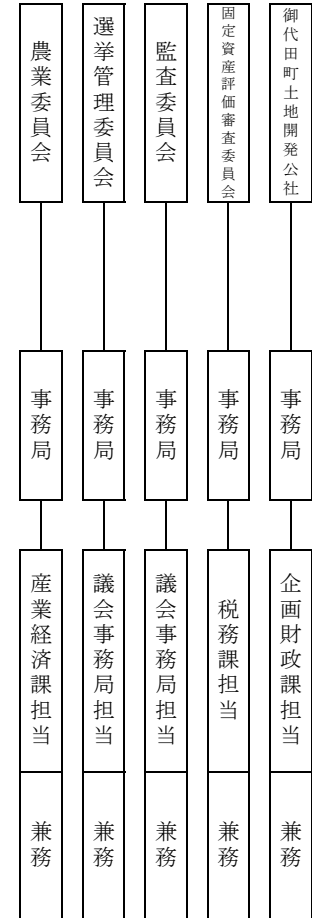 御代田町土地開発公社
事務局
企画財政課担当
兼務
固定資産評価審査委員会
事務局
税務課担当
兼務
監査委員会
事務局
議会事務局担当
兼務
選挙管理委員会
事務局
議会事務局担当
兼務
農業委員会
事務局
産業経済課担当
兼務